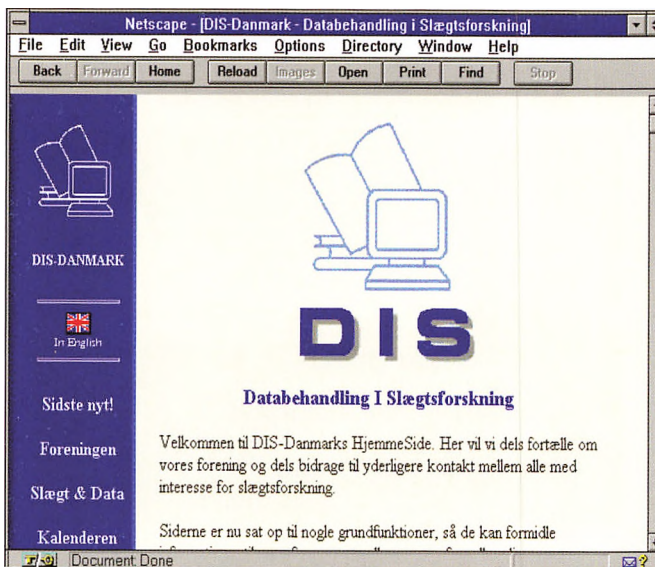 Netscape - [DIS-Danmark - Databehandling i Slægtsforskning]
File Edit View Go Bookmarks Options Directory Window Help
Back Forward Home Reload Images Open Print Find Stop
DIS-DANMARK
In English
Sidste nyt!
Foreningen
Slægt & Data
Kalenderen
DIS
Databehandling I Slægtsforskning
Velkommen til DIS-Danmarks HjemmeSide. Her vil vi dels fortælle om
vores forening og dels bidrage til yderligere kontakt mellem alle med
interesse for slægtsforskning.
Siderne er nu sat op til nogle grundfunktioner, så de kan formidle
Document: Done